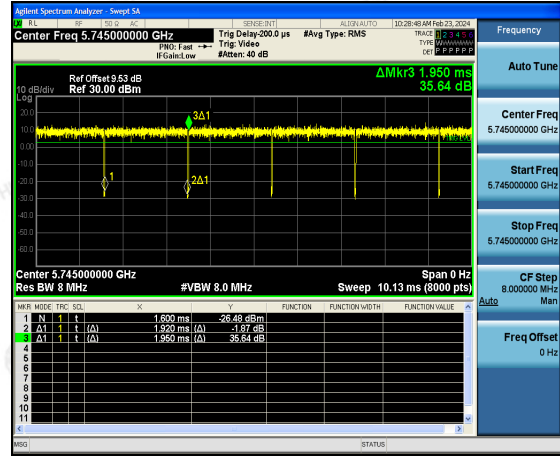 Agilent Spectrum Analyzer - Swept SA
RL RF 50 Ω AC SENSE:INT ALIGNAUTO 10:28:48 AM Feb 23, 2024
Center Freq 5.745000000 GHz
PNO: Fast
IFGain:Low
Trig Delay-200.0 µs
Trig: Video
#Atten: 40 dB
#Avg Type: RMS
TRACE 1 2 3 4 5 6
TYPE WWWWWW
DET P P P P P P
Frequency
Ref Offset 9.53 dB
10 dB/div Ref 30.00 dBm
Log
ΔMkr3 1.950 ms
35.64 dB
20.0
10.0
0.00
-10.0
-20.0
-30.0
-40.0
-50.0
-60.0
3Δ1
1
2Δ1
Center 5.745000000 GHz Span 0 Hz
Res BW 8 MHz #VBW 8.0 MHz Sweep 10.13 ms (8000 pts)
MKR MODE TRC SCL X Y FUNCTION FUNCTION WIDTH FUNCTION VALUE
1 N 1 t 1.600 ms -26.48 dBm
2 Δ1 1 t (Δ) 1.920 ms (Δ) -1.87 dB
3 Δ1 1 t (Δ) 1.950 ms (Δ) 35.64 dB
4
5
6
7
8
9
10
11
MSG STATUS
Auto Tune
Center Freq
5.745000000 GHz
Start Freq
5.745000000 GHz
Stop Freq
5.745000000 GHz
CF Step
8.000000 MHz
Auto Man
Freq Offset
0 Hz